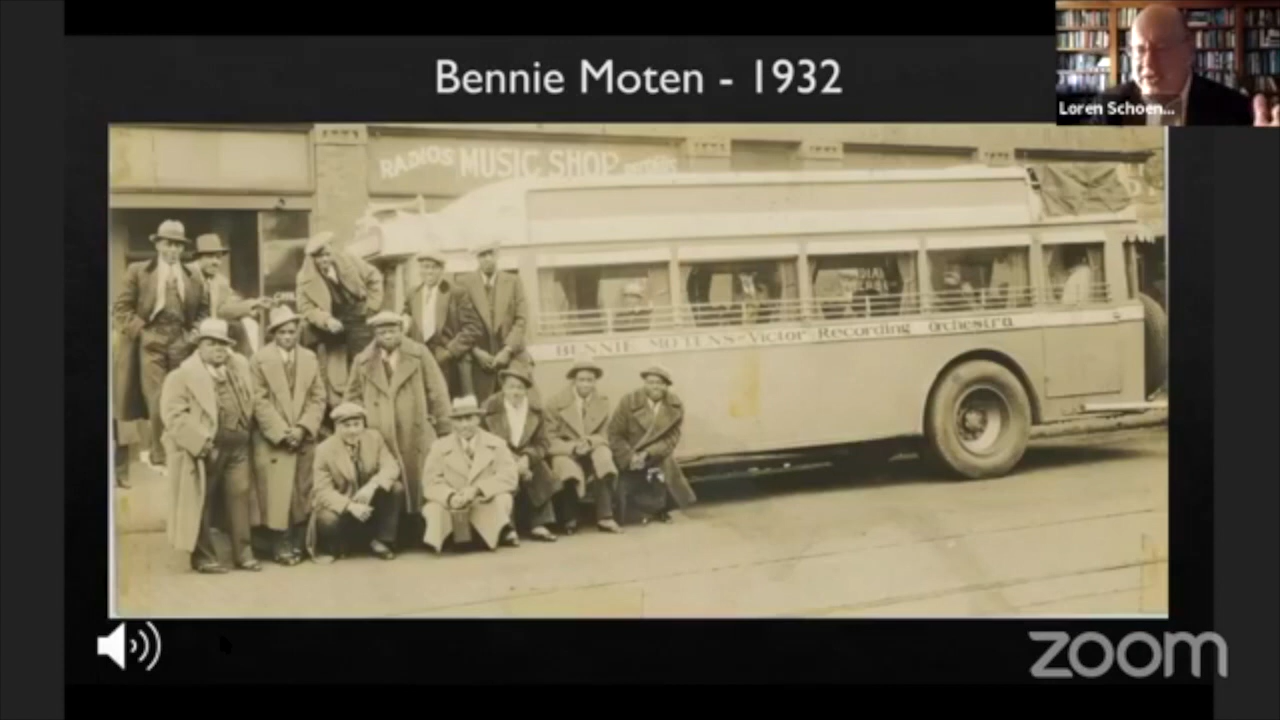 Bennie Moten - 1932
Loren Schoen...
RADIOS MUSIC SHOP
BENNIE MOTENS-Victor Recording Orchestra
zoom